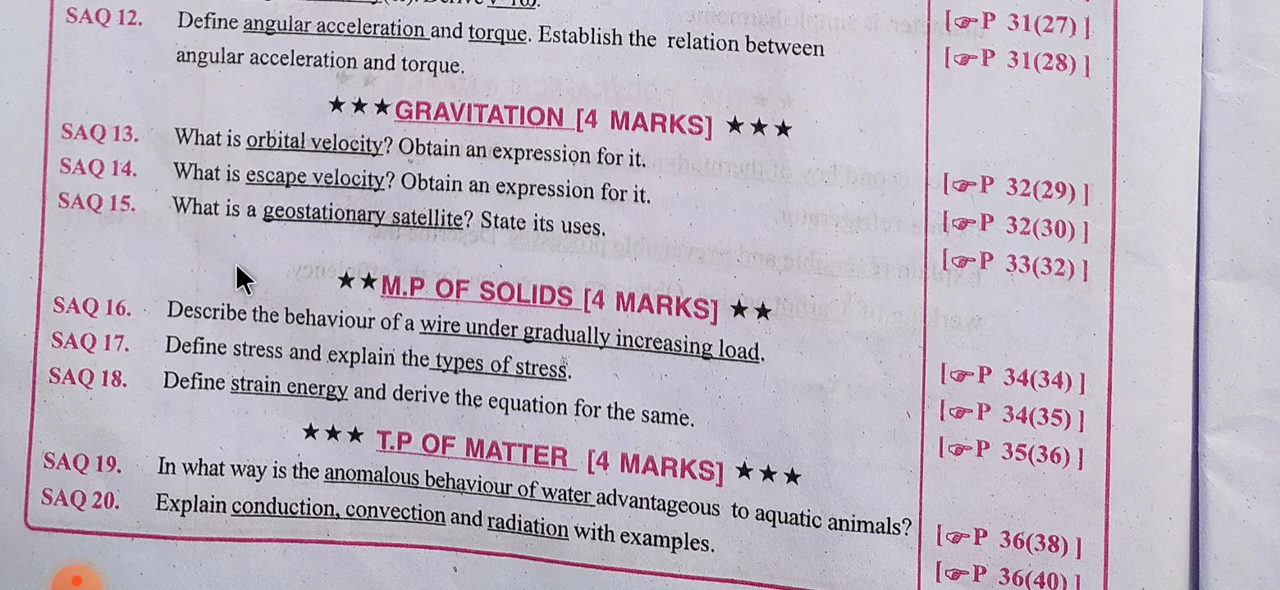 SAQ 12. Define angular acceleration and torque. Establish the relation between [☞P 31(27) ]
angular acceleration and torque. [☞P 31(28) ]
★★★GRAVITATION [4 MARKS] ★★★
SAQ 13. What is orbital velocity? Obtain an expression for it. [☞P 32(29) ]
SAQ 14. What is escape velocity? Obtain an expression for it. [☞P 32(30) ]
SAQ 15. What is a geostationary satellite? State its uses. [☞P 33(32) ]
★★M.P OF SOLIDS [4 MARKS] ★★
SAQ 16. Describe the behaviour of a wire under gradually increasing load. [☞P 34(34) ]
SAQ 17. Define stress and explain the types of stress. [☞P 34(35) ]
SAQ 18. Define strain energy and derive the equation for the same. [☞P 35(36) ]
★★★ T.P OF MATTER [4 MARKS] ★★★
SAQ 19. In what way is the anomalous behaviour of water advantageous to aquatic animals? [☞P 36(38) ]
SAQ 20. Explain conduction, convection and radiation with examples. [☞P 36(40) ]